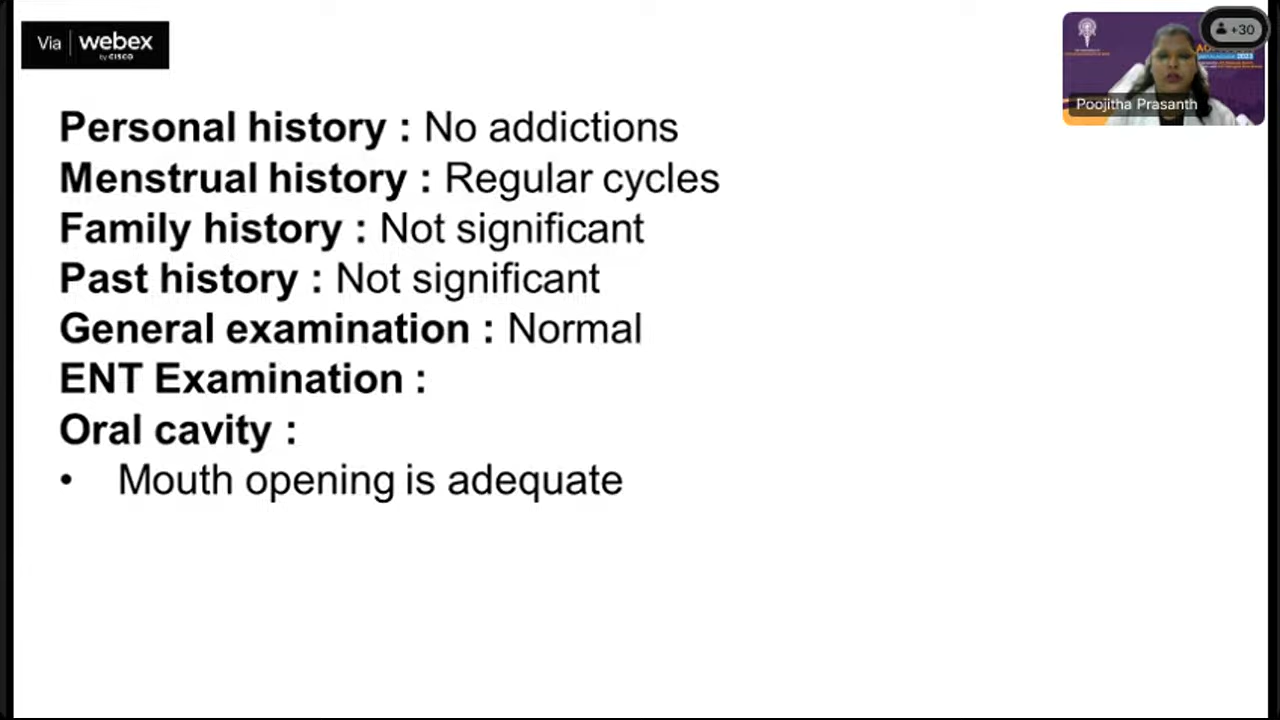 Via webex
by CISCO
+30
2023
Poojitha Prasanth
Personal history : No addictions
Menstrual history : Regular cycles
Family history : Not significant
Past history : Not significant
General examination : Normal
ENT Examination :
Oral cavity :
• Mouth opening is adequate